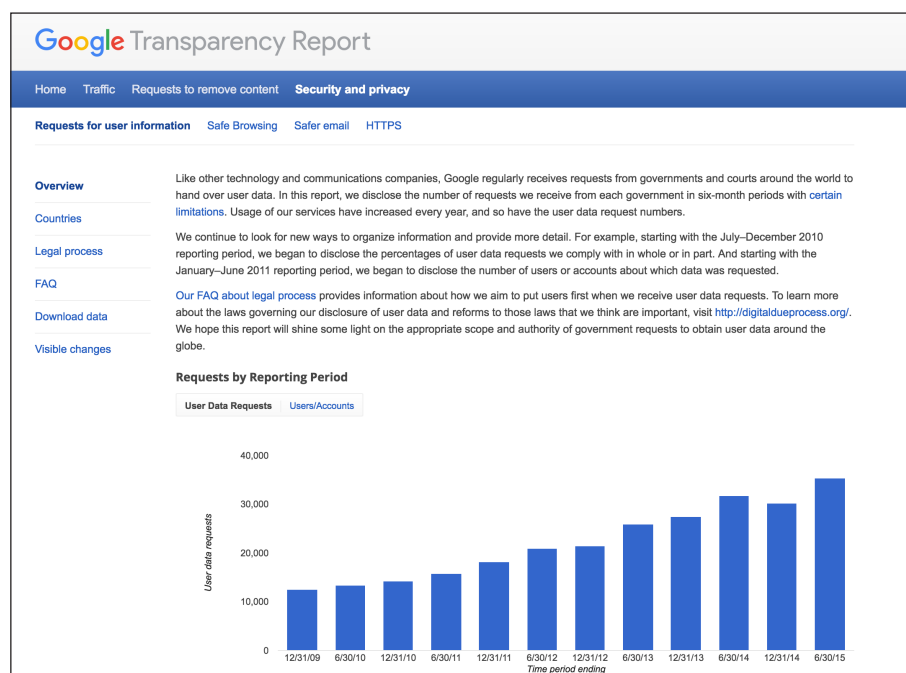 Google Transparency Report
Home Traffic Requests to remove content Security and privacy
Requests for user information Safe Browsing Safer email HTTPS
Overview
Countries
Legal process
FAQ
Download data
Visible changes
Like other technology and communications companies, Google regularly receives requests from governments and courts around the world to
hand over user data. In this report, we disclose the number of requests we receive from each government in six-month periods with certain
limitations. Usage of our services have increased every year, and so have the user data request numbers.
We continue to look for new ways to organize information and provide more detail. For example, starting with the July–December 2010
reporting period, we began to disclose the percentages of user data requests we comply with in whole or in part. And starting with the
January–June 2011 reporting period, we began to disclose the number of users or accounts about which data was requested.
Our FAQ about legal process provides information about how we aim to put users first when we receive user data requests. To learn more
about the laws governing our disclosure of user data and reforms to those laws that we think are important, visit http://digitaldueprocess.org/.
We hope this report will shine some light on the appropriate scope and authority of government requests to obtain user data around the
globe.
Requests by Reporting Period
User Data Requests Users/Accounts
User data requests
40,000
30,000
20,000
10,000
0
12/31/09 6/30/10 12/31/10 6/30/11 12/31/11 6/30/12 12/31/12 6/30/13 12/31/13 6/30/14 12/31/14 6/30/15
Time period ending